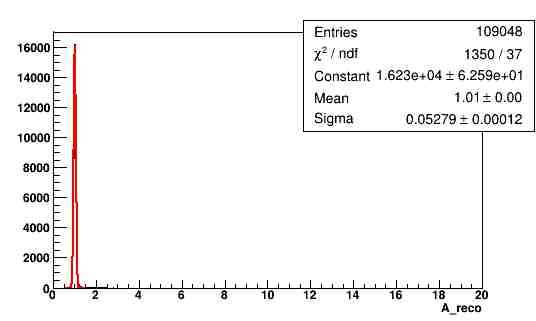 Entries 109048
χ² / ndf 1350 / 37
Constant 1.623e+04 ± 6.259e+01
Mean 1.01 ± 0.00
Sigma 0.05279 ± 0.00012
16000
14000
12000
10000
8000
6000
4000
2000
0
0 2 4 6 8 10 12 14 16 18 20
A_reco